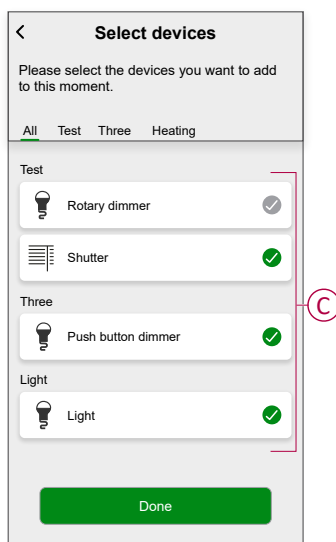 Select devices
Please select the devices you want to add
to this moment.
All Test Three Heating
Test
Rotary dimmer
Shutter
Three
Push button dimmer
Light
Light
C
Done